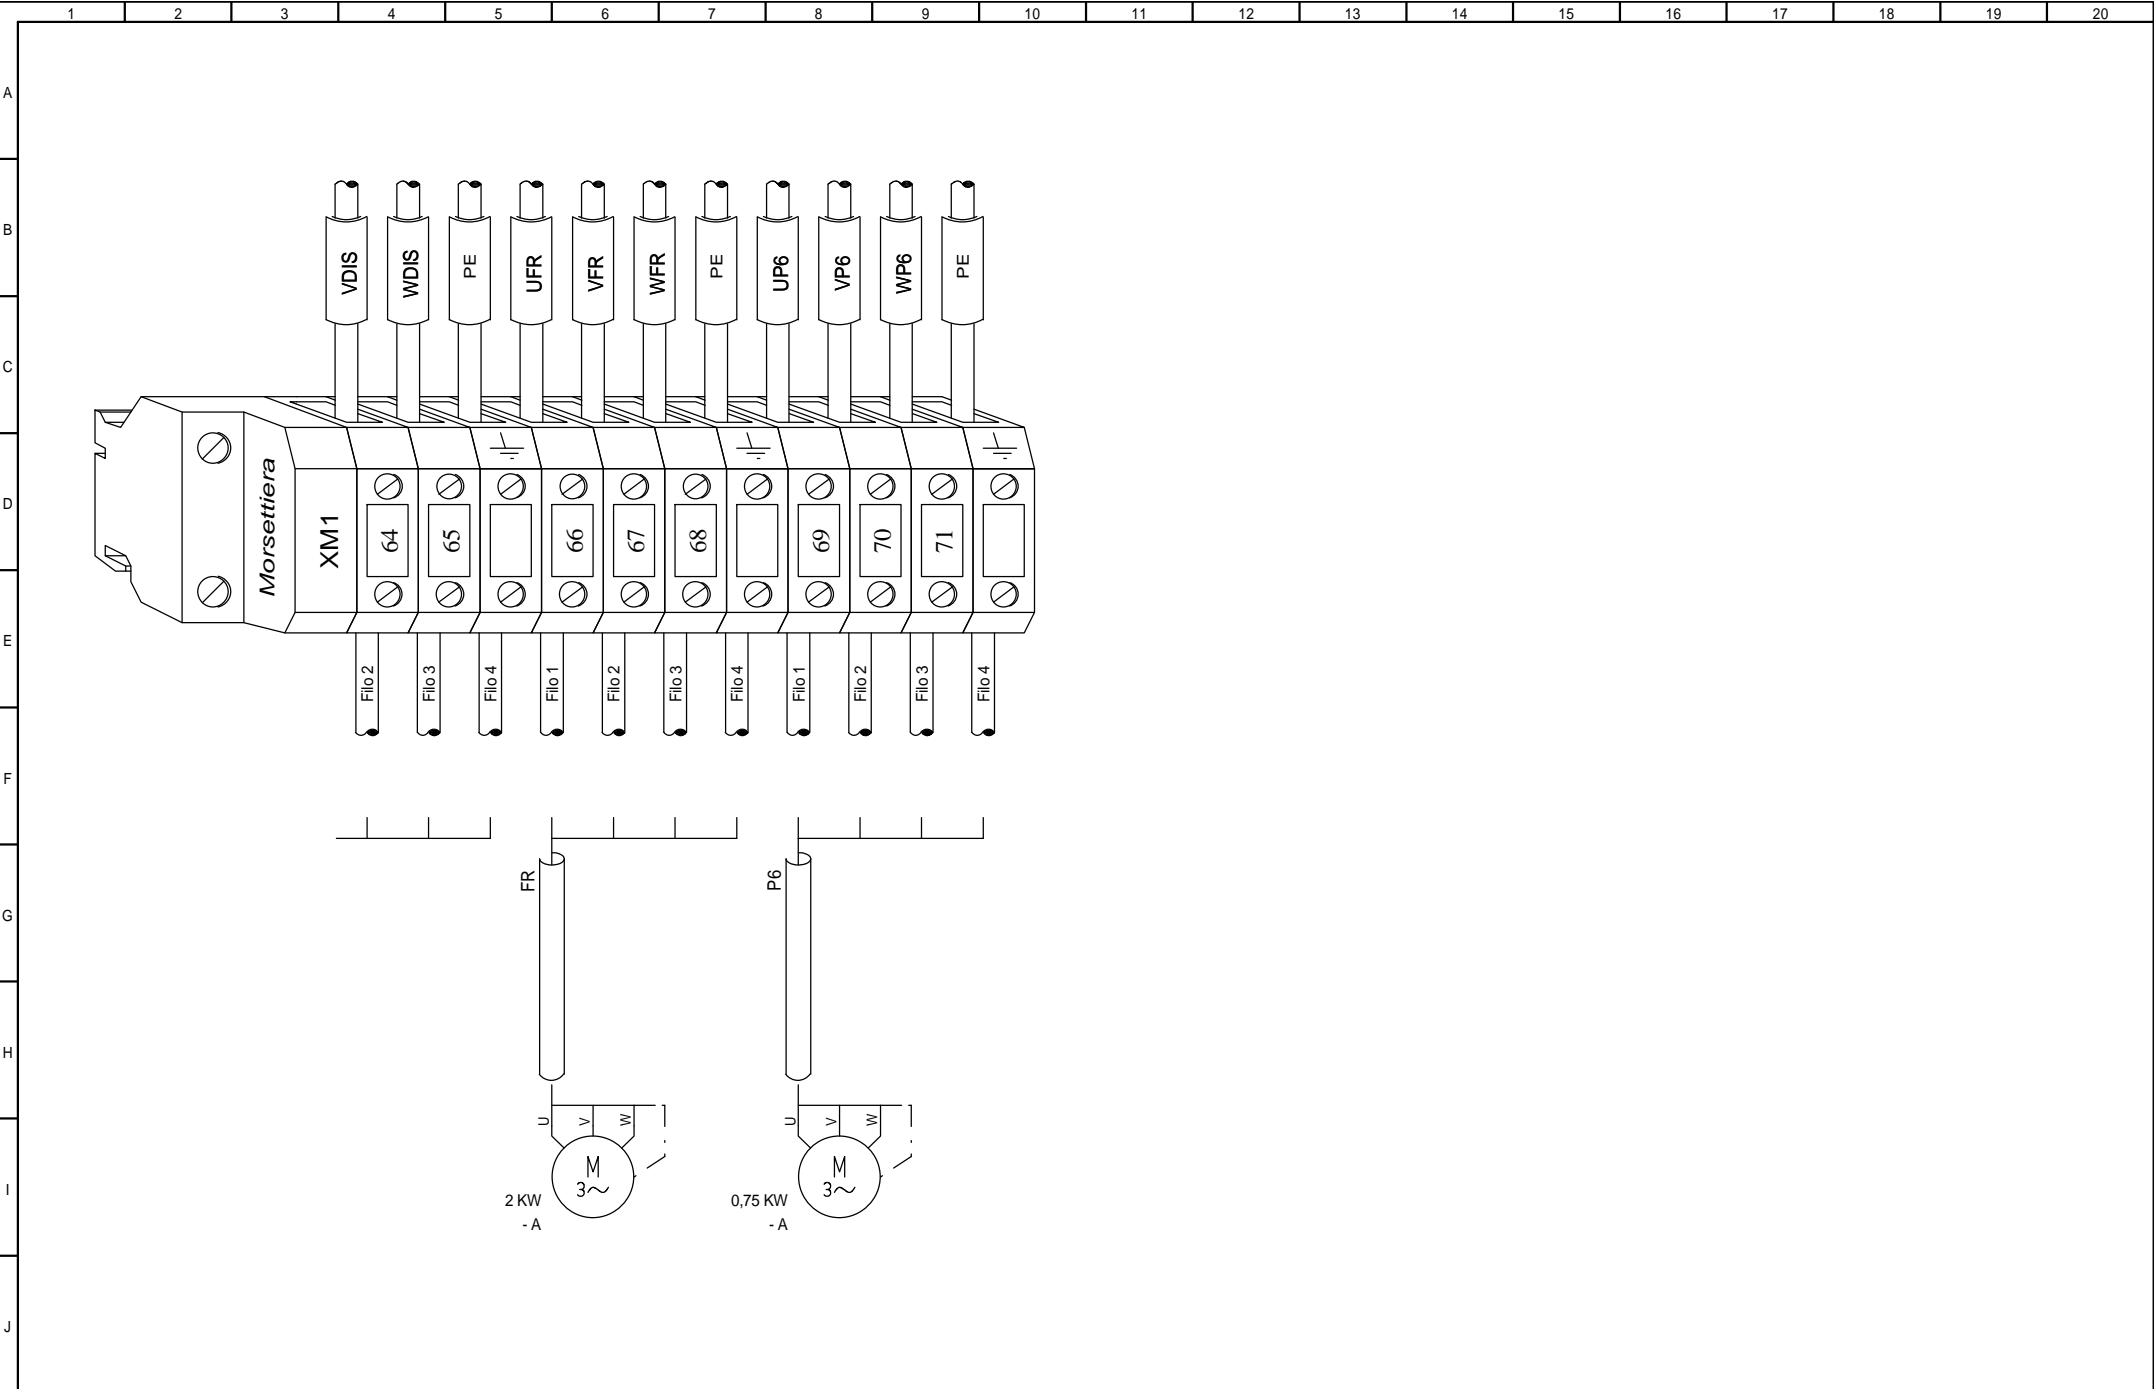 1 2 3 4 5 6 7 8 9 10 11 12 13 14 15 16 17 18 19 20
A
B
C
D
E
F
G
H
I
J
VDIS WDIS PE UFR VFR WFR PE UP6 VP6 WP6 PE
Morsettiera
XM1
64 65 66 67 68 69 70 71
Filo 2 Filo 3 Filo 4 Filo 1 Filo 2 Filo 3 Filo 4 Filo 1 Filo 2 Filo 3 Filo 4
FR P6
U V W U V W
M M
3~ 3~
2 KW 0,75 KW
- A - A